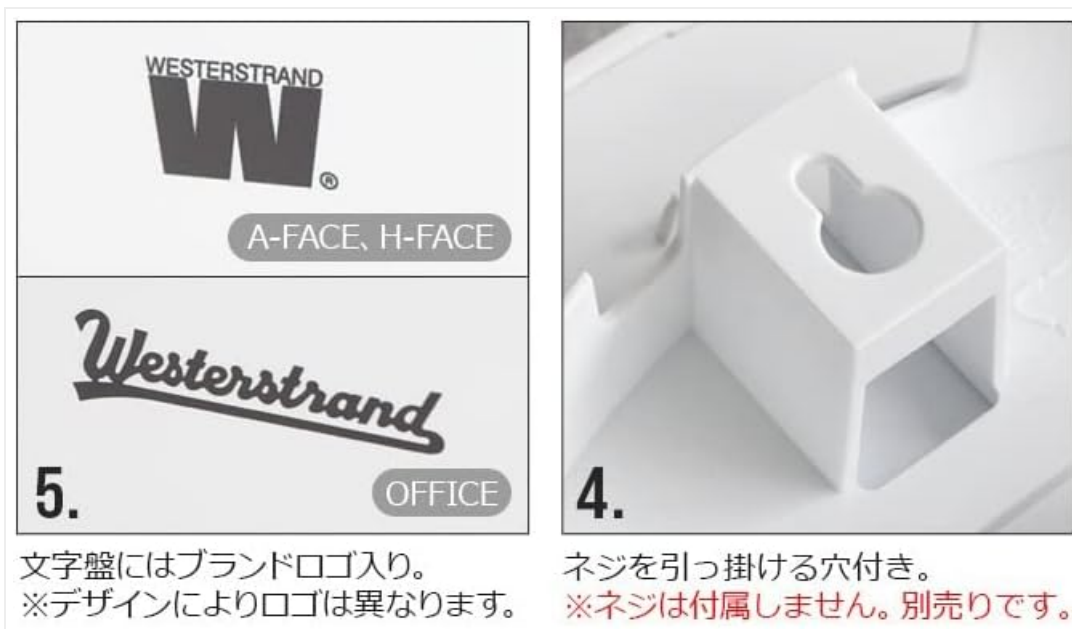 WESTERSTRAND
W®
A-FACE、H-FACE
Westerstrand
5.
OFFICE
文字盤にはブランドロゴ入り。
※デザインによりロゴは異なります。
4.
ネジを引っ掛ける穴付き。
※ネジは付属しません。別売りです。